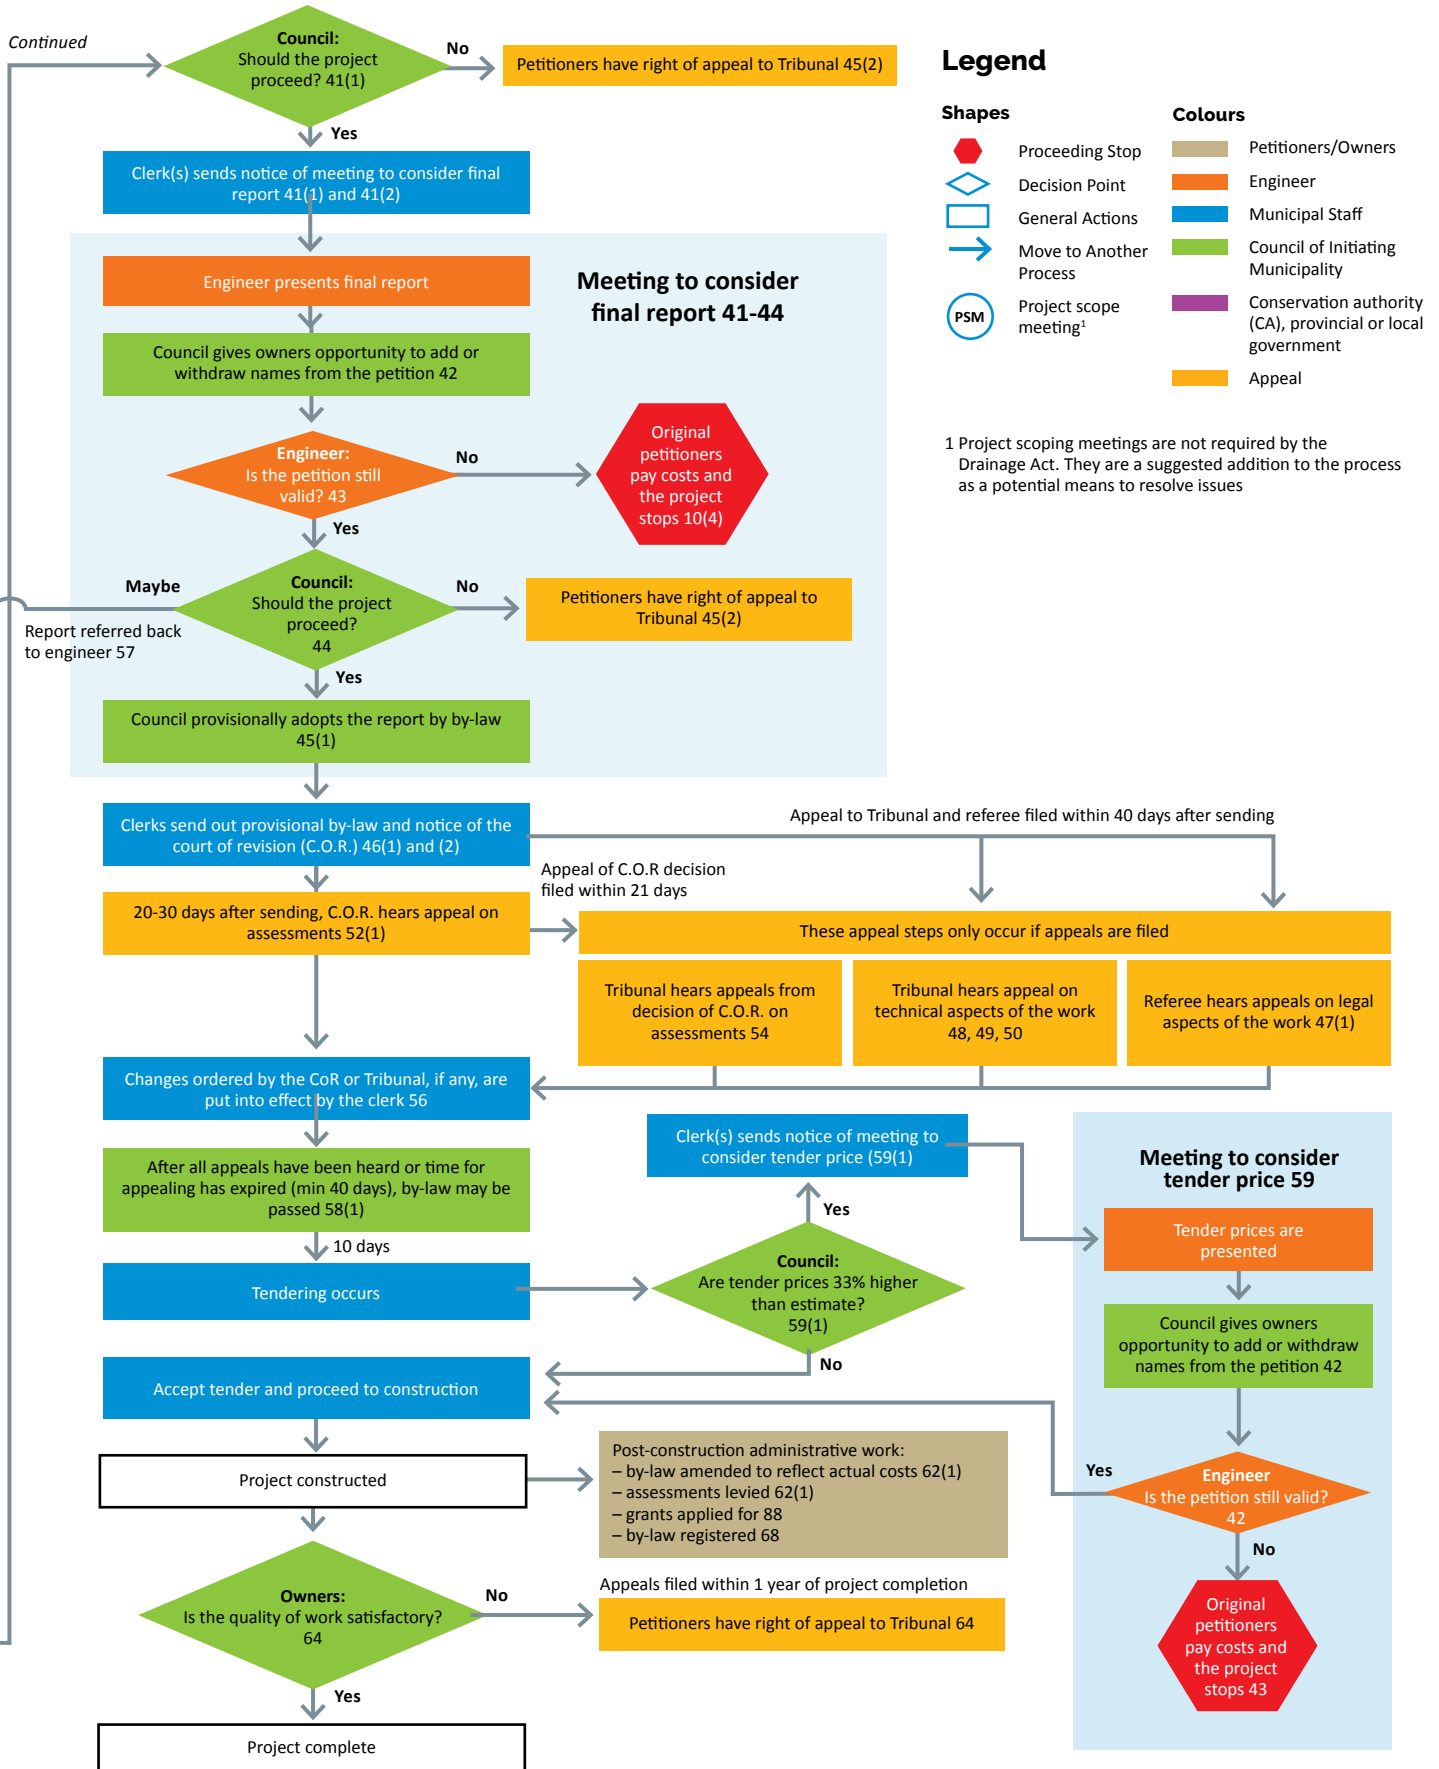 Continued
Council:
Should the project
proceed? 41(1)
No
Petitioners have right of appeal to Tribunal 45(2)
Yes
Clerk(s) sends notice of meeting to consider final
report 41(1) and 41(2)
Legend
Shapes
Proceeding Stop
Decision Point
General Actions
Move to Another
Process
PSM
Project scope
meeting1
Colours
Petitioners/Owners
Engineer
Municipal Staff
Council of Initiating
Municipality
Conservation authority
(CA), provincial or local
government
Appeal
1 Project scoping meetings are not required by the
Drainage Act. They are a suggested addition to the process
as a potential means to resolve issues
Meeting to consider
final report 41-44
Engineer presents final report
Council gives owners opportunity to add or
withdraw names from the petition 42
Engineer:
Is the petition still
valid? 43
No
Original
petitioners
pay costs and
the project
stops 10(4)
Yes
Council:
Should the project
proceed?
44
Maybe
Report referred back
to engineer 57
No
Petitioners have right of appeal to
Tribunal 45(2)
Yes
Council provisionally adopts the report by by-law
45(1)
Clerks send out provisional by-law and notice of the
court of revision (C.O.R.) 46(1) and (2)
Appeal to Tribunal and referee filed within 40 days after sending
Appeal of C.O.R decision
filed within 21 days
20-30 days after sending, C.O.R. hears appeal on
assessments 52(1)
These appeal steps only occur if appeals are filed
Tribunal hears appeals from
decision of C.O.R. on
assessments 54
Tribunal hears appeal on
technical aspects of the work
48, 49, 50
Referee hears appeals on legal
aspects of the work 47(1)
Changes ordered by the CoR or Tribunal, if any, are
put into effect by the clerk 56
After all appeals have been heard or time for
appealing has expired (min 40 days), by-law may be
passed 58(1)
10 days
Tendering occurs
Clerk(s) sends notice of meeting to
consider tender price (59(1)
Yes
Council:
Are tender prices 33% higher
than estimate?
59(1)
No
Meeting to consider
tender price 59
Tender prices are
presented
Council gives owners
opportunity to add or withdraw
names from the petition 42
Engineer
Is the petition still valid?
42
Yes
No
Original
petitioners
pay costs and
the project
stops 43
Accept tender and proceed to construction
Project constructed
Post-construction administrative work:
– by-law amended to reflect actual costs 62(1)
– assessments levied 62(1)
– grants applied for 88
– by-law registered 68
Owners:
Is the quality of work satisfactory?
64
No
Appeals filed within 1 year of project completion
Petitioners have right of appeal to Tribunal 64
Yes
Project complete